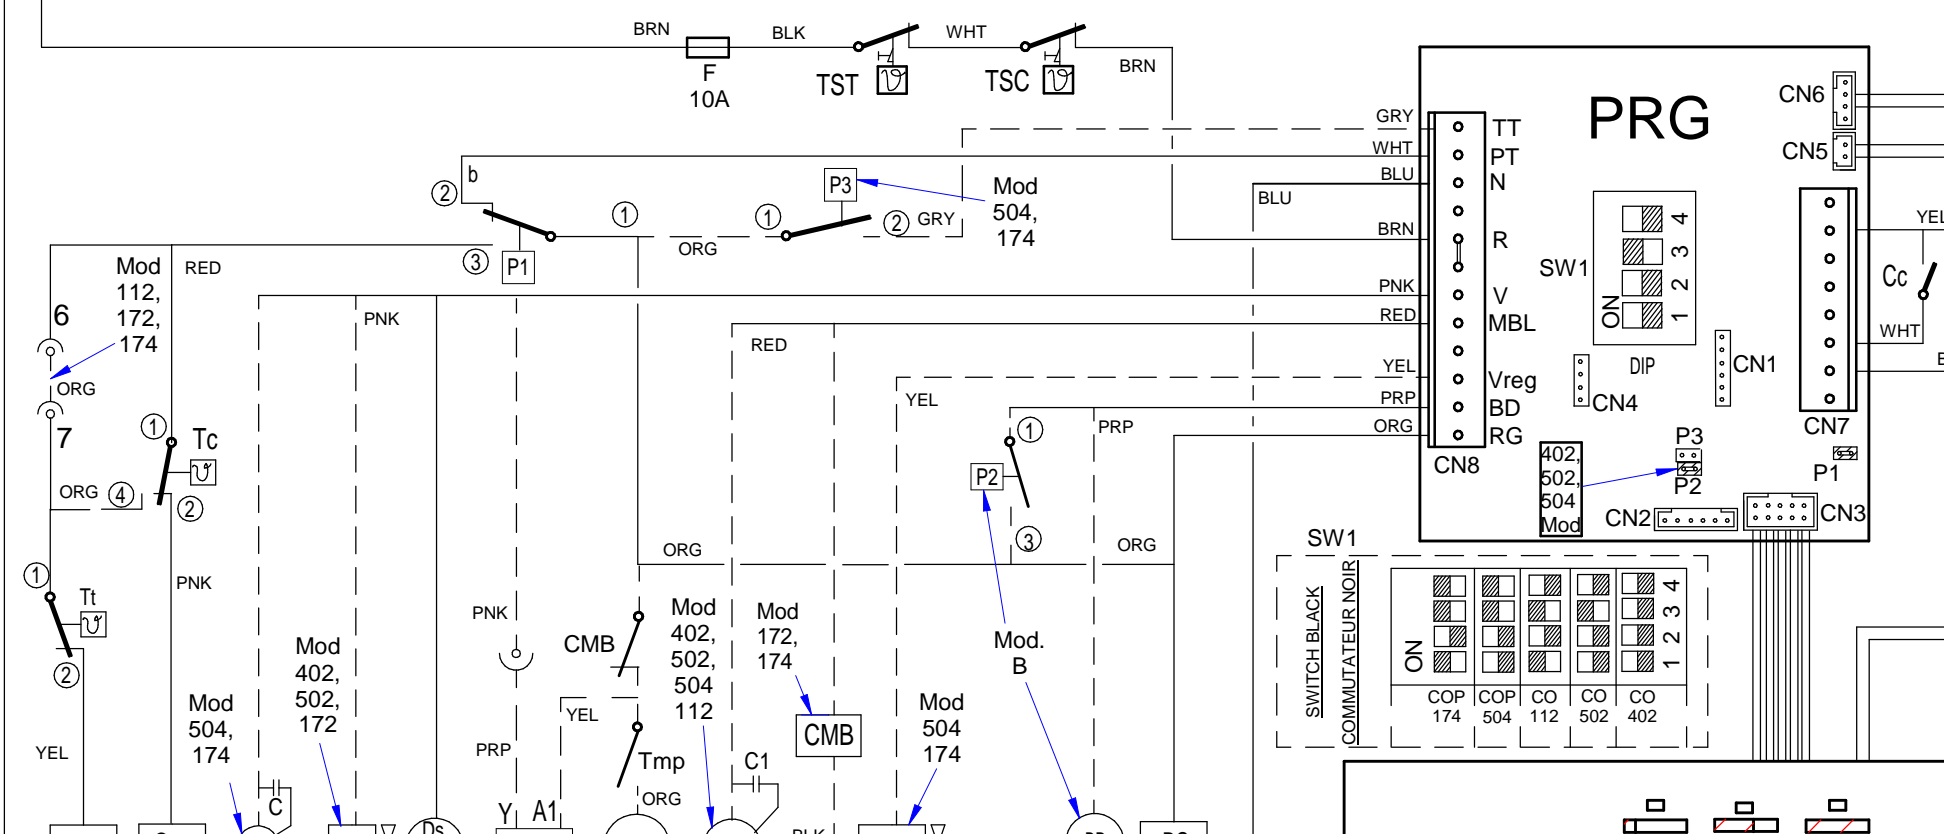 BRN
BLK
WHT
BRN
F
10A
TST
TSC
PRG
CN6
CN5
GRY
WHT
BLU
BLU
BRN
PNK
RED
YEL
PRP
ORG
TT
PT
N
R
V
MBL
Vreg
BD
RG
CN8
SW1
ON
4
3
2
1
DIP
CN4
CN1
CN7
P3
P2
P1
402,
502,
504
Mod
CN2
CN3
YEL
Cc
WHT
b
2
1
3
P1
ORG
1
P3
2
GRY
Mod
504,
174
RED
Mod
112,
172,
174
6
ORG
7
1
Tc
ORG
4
2
PNK
1
Tt
2
YEL
PNK
RED
YEL
PRP
1
P2
3
ORG
ORG
PNK
CMB
YEL
Tmp
ORG
PRP
Y
A1
Mod
504,
174
Mod
402,
502,
172
Mod
402,
502,
504
112
Mod
172,
174
CMB
Mod
504
174
Mod.
B
C
C1
Ds
BLK
SW1
SWITCH BLACK
COMMUTATEUR NOIR
ON
4
3
2
1
COP
174
COP
504
CO
112
CO
502
CO
402